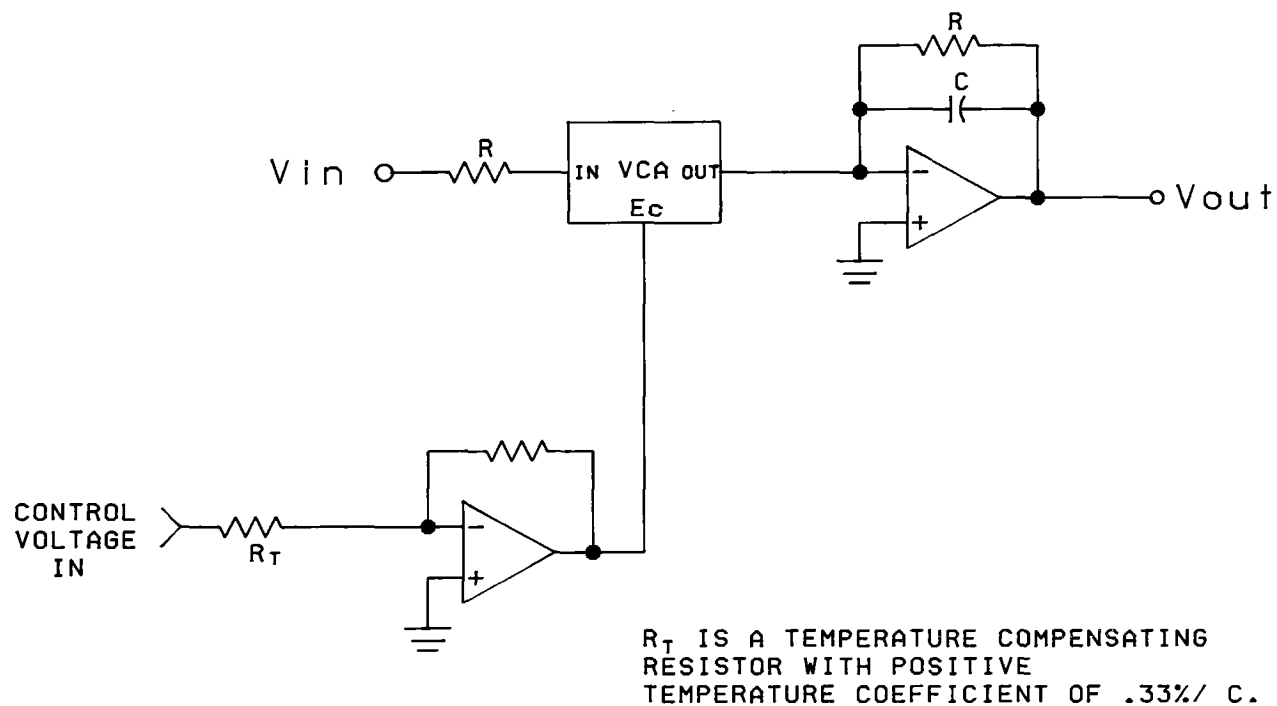 R
C
R
Vin
IN VCA OUT
Ec
−
+
Vout
CONTROL
VOLTAGE
IN
RT
−
+
RT IS A TEMPERATURE COMPENSATING
RESISTOR WITH POSITIVE
TEMPERATURE COEFFICIENT OF .33%/ C.